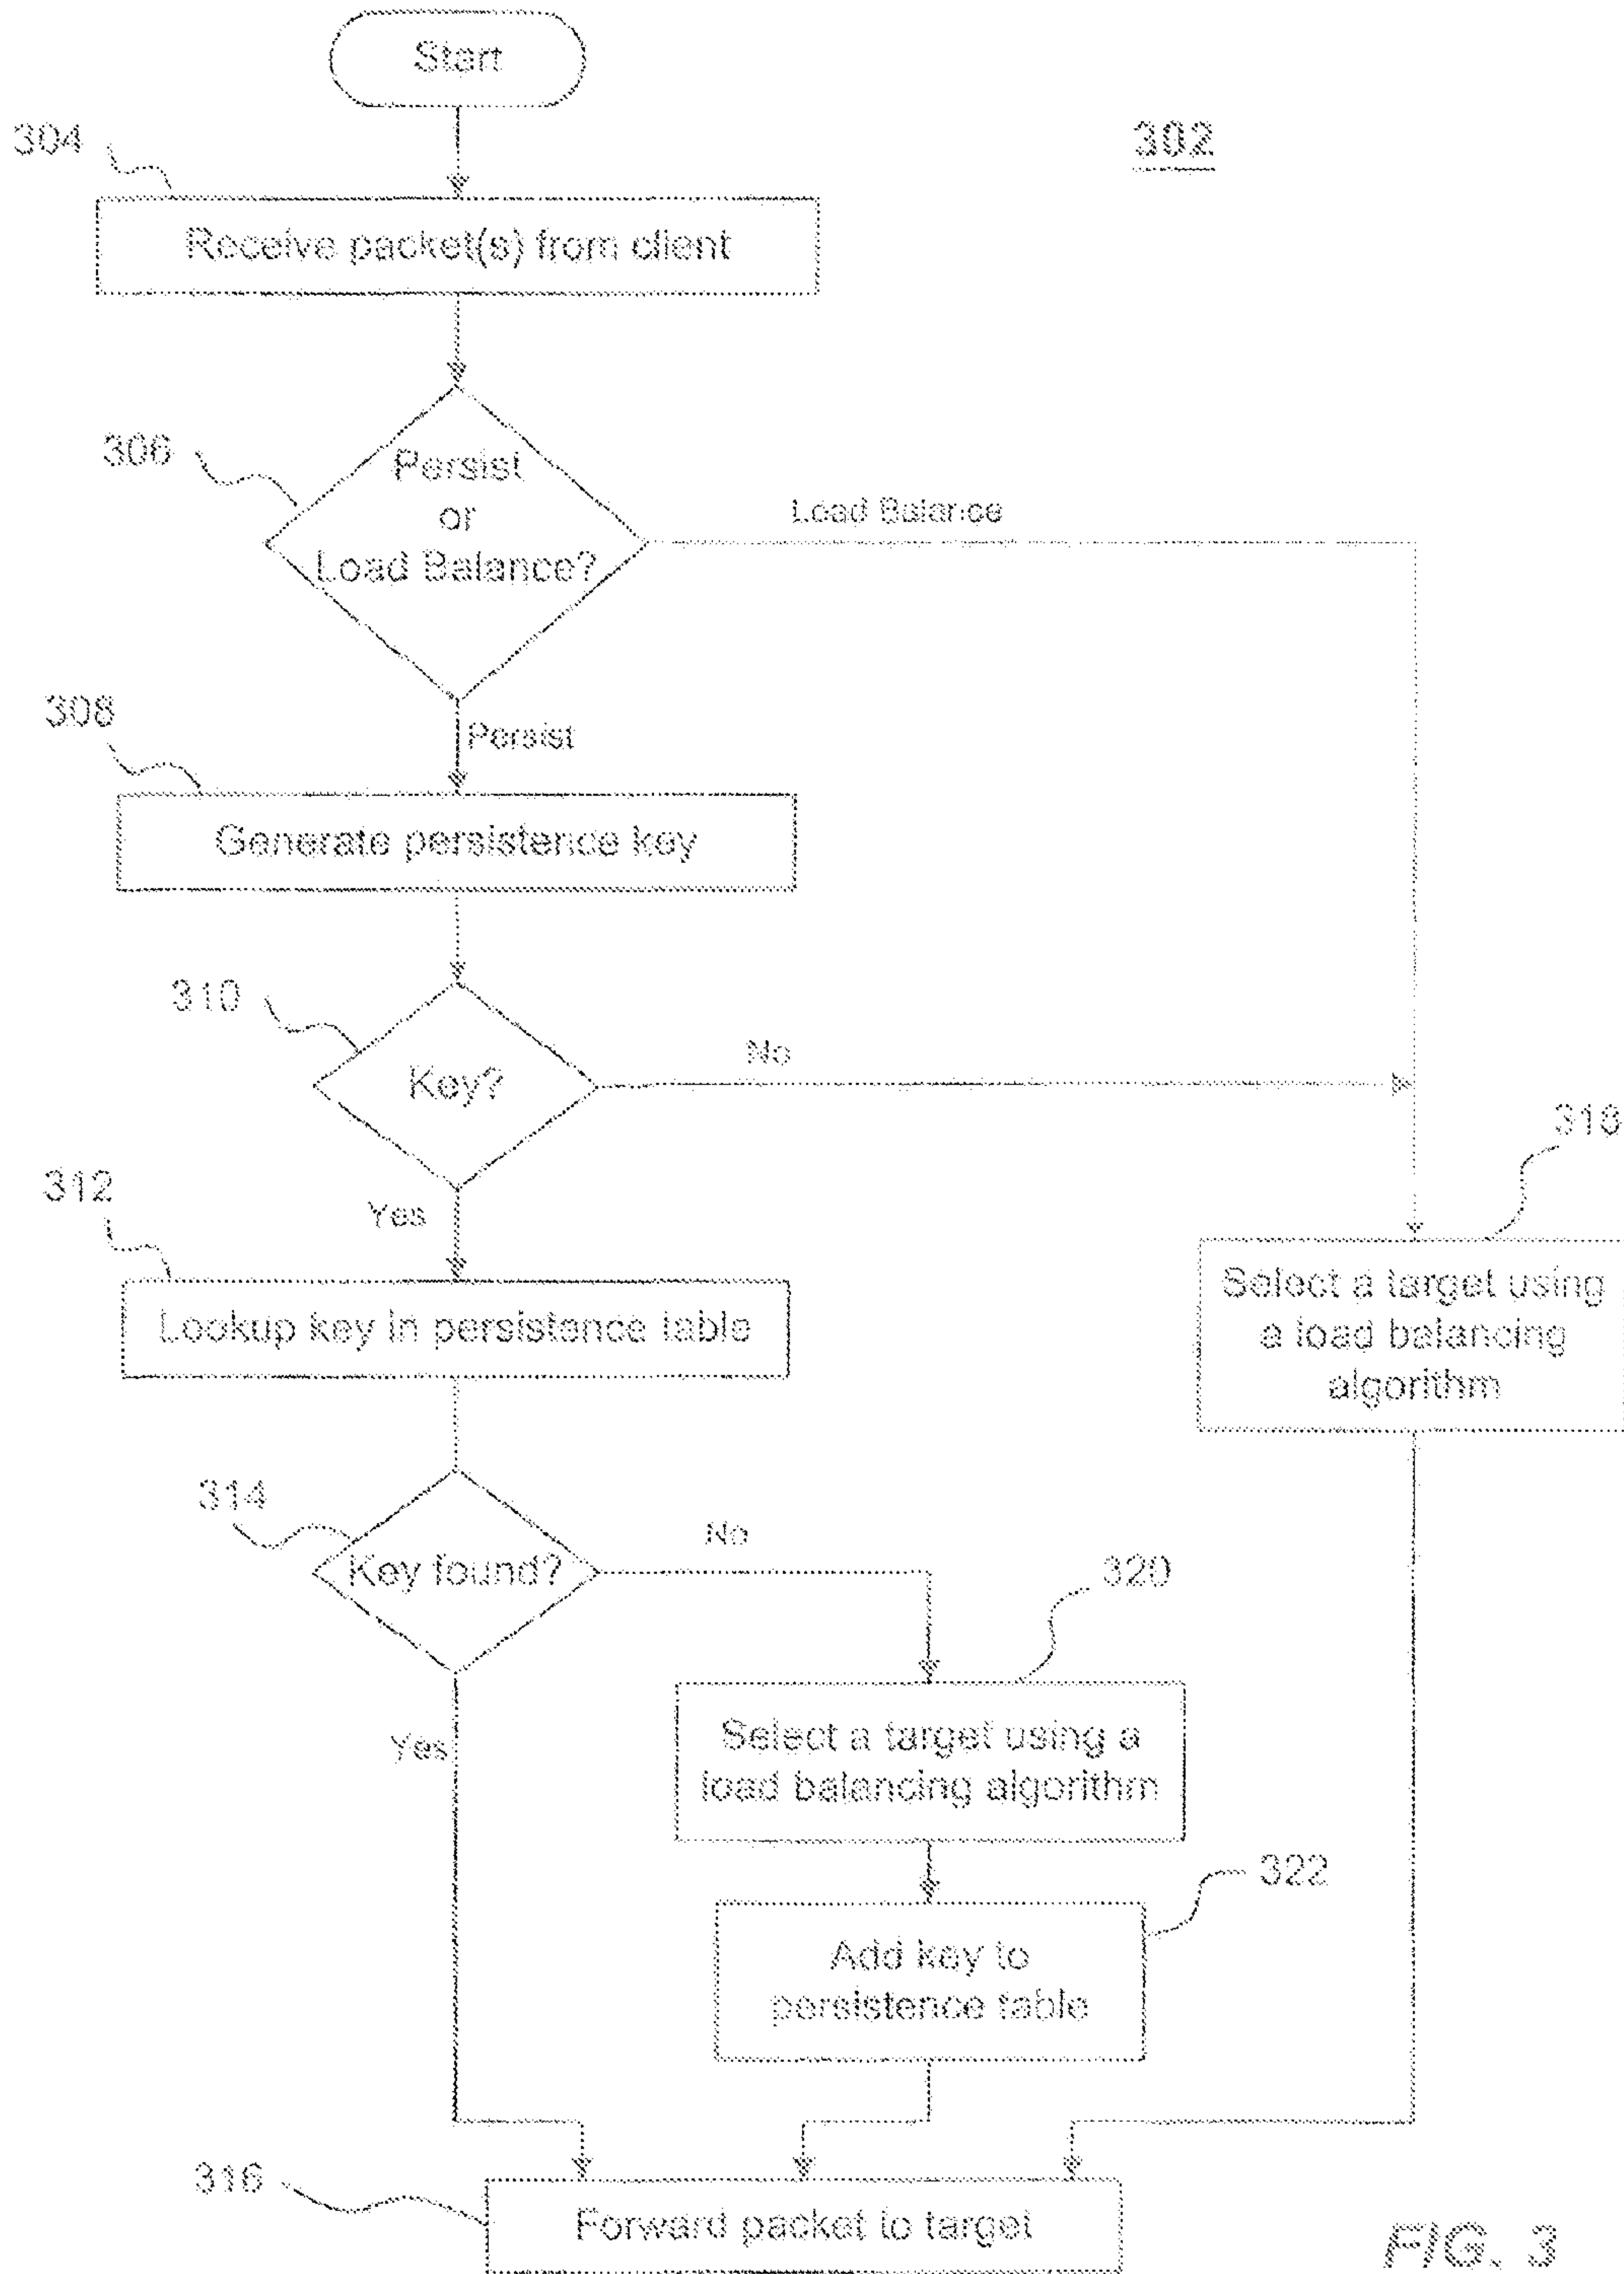 Start
304
302
Receive packet(s) from client
306
Persist
or
Load Balance?
Load Balance
308
Persist
Generate persistence key
310
Key?
No
318
312
Yes
Lookup key in persistence table
Select a target using
a load balancing
algorithm
314
Key found?
No
320
Yes
Select a target using a
load balancing algorithm
322
Add key to
persistence table
316
Forward packet to target
FIG. 3